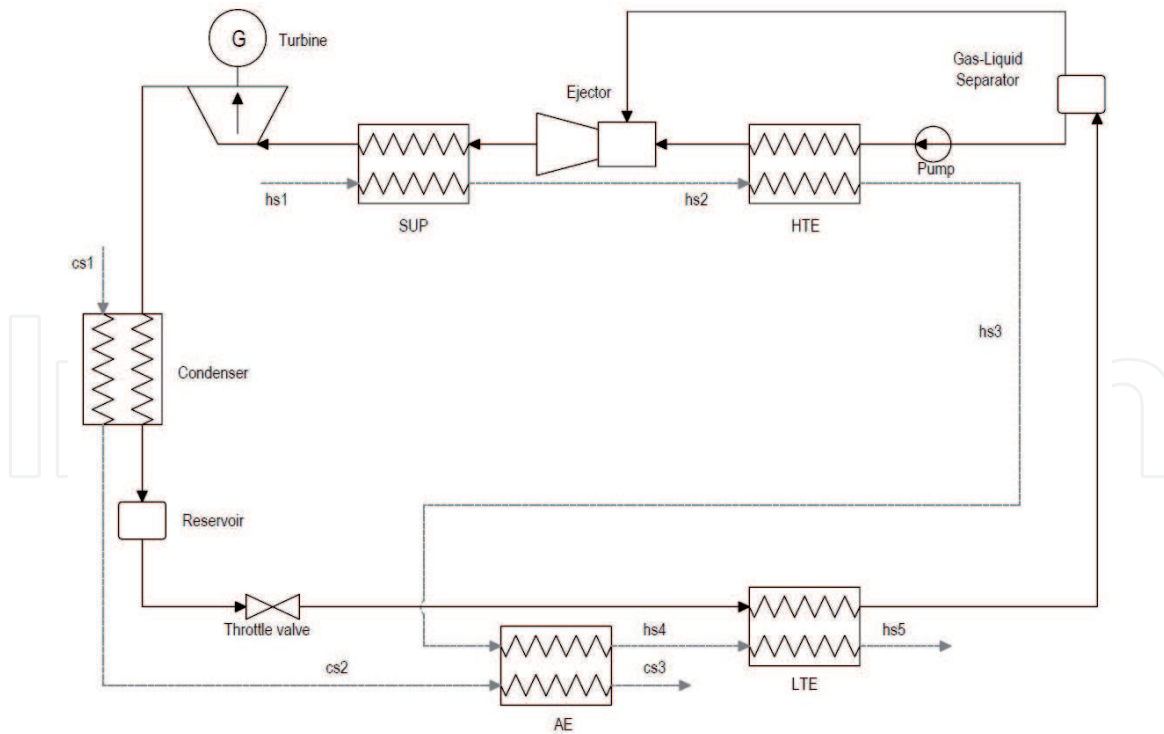 G
Turbine
Gas-Liquid
Separator
Ejector
Pump
hs1
hs2
SUP
HTE
cs1
hs3
Condenser
Reservoir
Throttle valve
hs4
hs5
cs2
cs3
LTE
AE